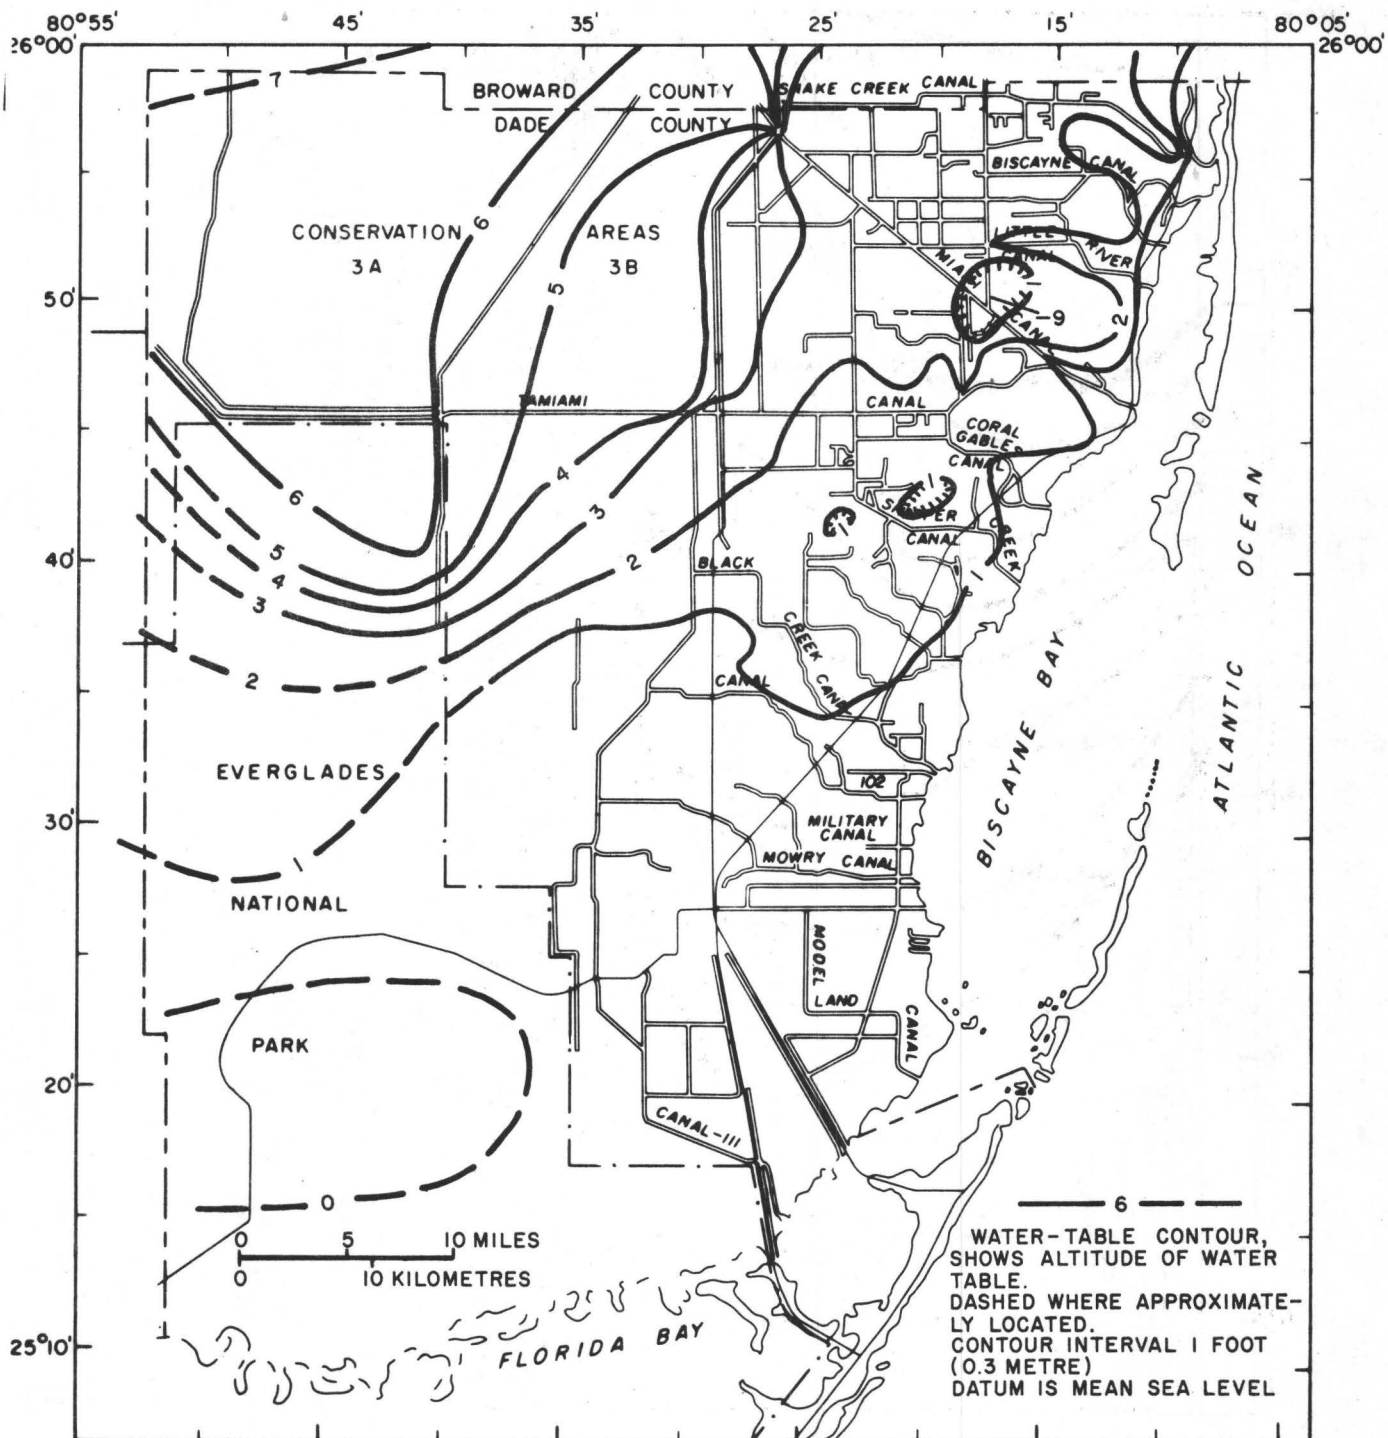 80°55' 45' 35' 25' 15' 80°05'
26°00' 26°00'
7
BROWARD COUNTY
DADE COUNTY
SNAKE CREEK CANAL
BISCAYNE CANAL
6
CONSERVATION AREAS
3A 3B
LITTLE RIVER
CANAL
5
50'
-9
2
CANAL
TAMIAMI CANAL
CORAL
GABLES
CANAL
4
6
3
1
SNAPPER
CANAL
CREEK
5
40'
BLACK
2
4
1
3
CREEK CANAL
2
CANAL
EVERGLADES
102
30'
MILITARY
CANAL
1
MOWRY CANAL
NATIONAL
MODEL
LAND
CANAL
PARK
20'
CANAL-111
0
BISCAYNE BAY
ATLANTIC OCEAN
0 5 10 MILES
0 10 KILOMETRES
FLORIDA BAY
25°10'
6
WATER-TABLE CONTOUR,
SHOWS ALTITUDE OF WATER
TABLE.
DASHED WHERE APPROXIMATE-
LY LOCATED.
CONTOUR INTERVAL 1 FOOT
(0.3 METRE)
DATUM IS MEAN SEA LEVEL